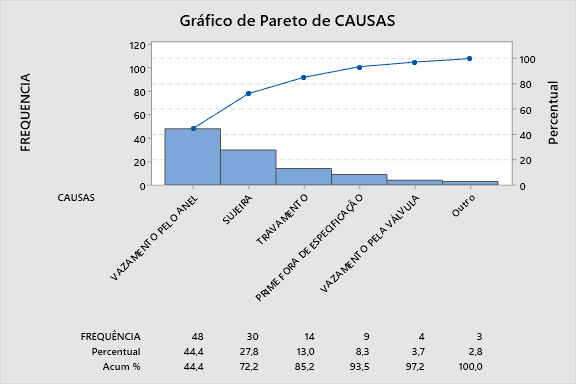 Gráfico de Pareto de CAUSAS
120
100
80
60
40
20
0
FREQUENCIA
100
80
60
40
20
0
Percentual
CAUSAS
VAZAMENTO PELO ANEL
SUJEIRA
TRAVAMENTO
PRIME FORA DE ESPECIFICAÇÃO
VAZAMENTO PELA VÁLVULA
Outro
FREQUÊNCIA 48 30 14 9 4 3
Percentual 44,4 27,8 13,0 8,3 3,7 2,8
Acum % 44,4 72,2 85,2 93,5 97,2 100,0